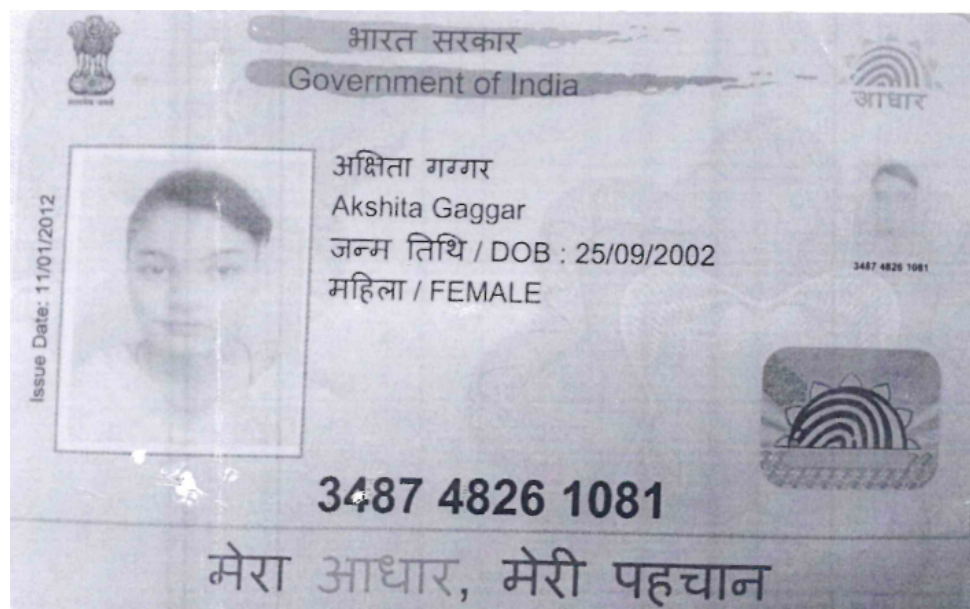 भारत सरकार
Government of India
आधार
Issue Date: 11/01/2012
अक्षिता गग्गर
Akshita Gaggar
जन्म तिथि / DOB : 25/09/2002
महिला / FEMALE
3487 4826 1081
3487 4826 1081
मेरा आधार, मेरी पहचान